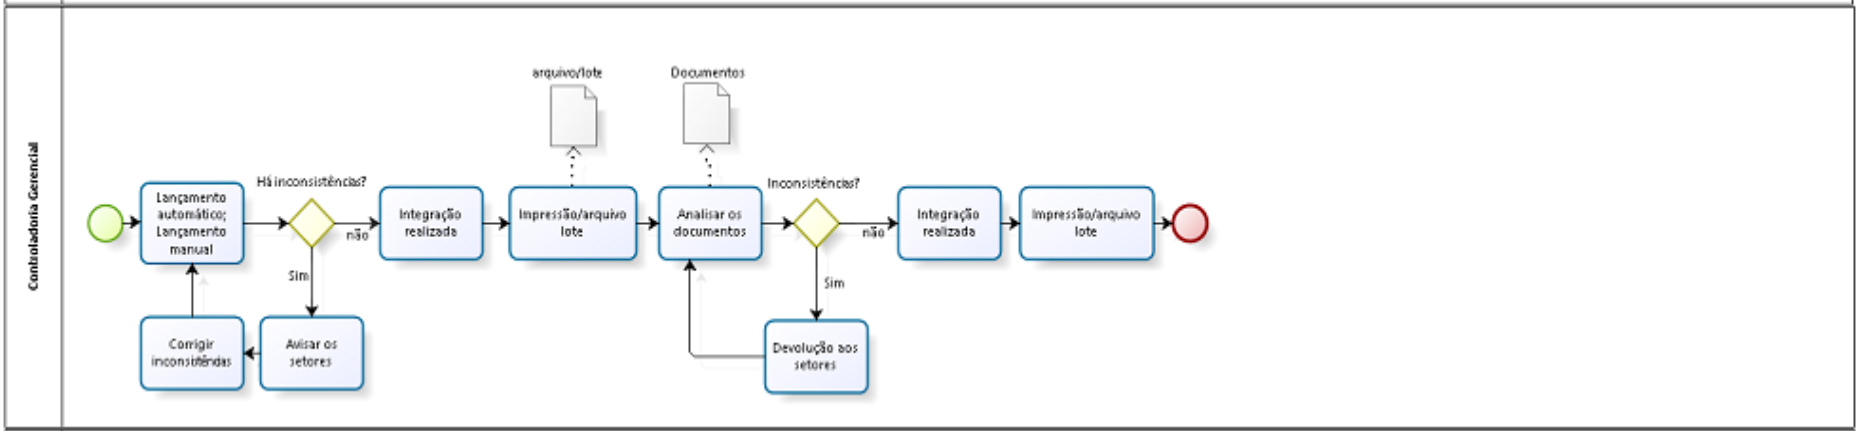 Controladoria Gerencial
arquivo/lote
Documentos
Lançamento
automático;
Lançamento
manual
Há inconsistências?
não
Sim
Integração
realizada
Impressão/arquivo
lote
Analisar os
documentos
Inconsistências?
não
Sim
Integração
realizada
Impressão/arquivo
lote
Corrigir
inconsistências
Avisar os
setores
Devolução aos
setores